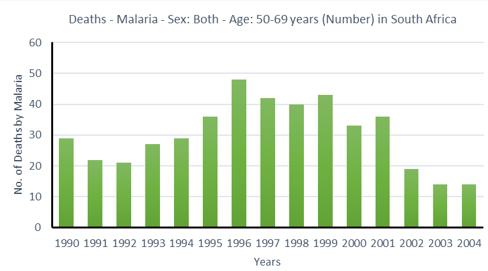 Deaths - Malaria - Sex: Both - Age: 50-69 years (Number) in South Africa
No. of Deaths by Malaria
60
50
40
30
20
10
0
1990 1991 1992 1993 1994 1995 1996 1997 1998 1999 2000 2001 2002 2003 2004
Years